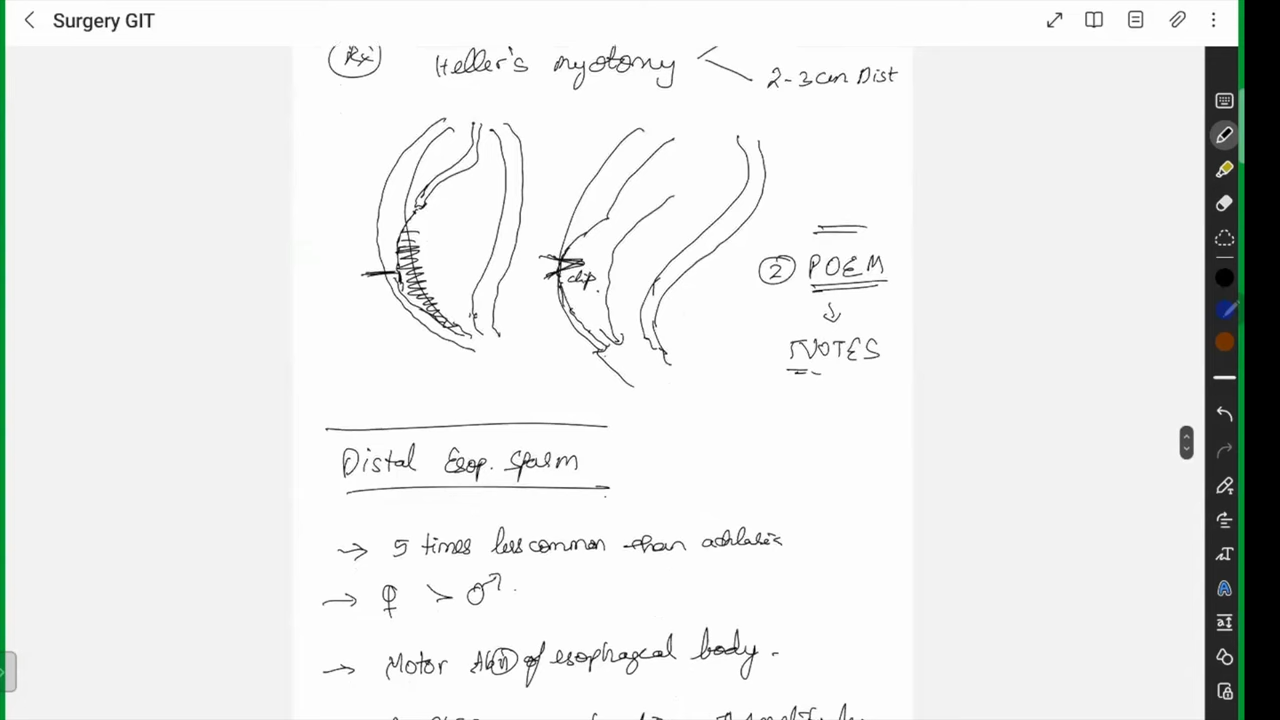 Surgery GIT
Rx Heller's myotomy
2-3 cm Dist
clip.
② POEM
↓
NOTES
Distal Esop. Spasm
→ 5 times less common than achlasia
→ ♀ > ♂.
→ Motor Abn of esophageal body.